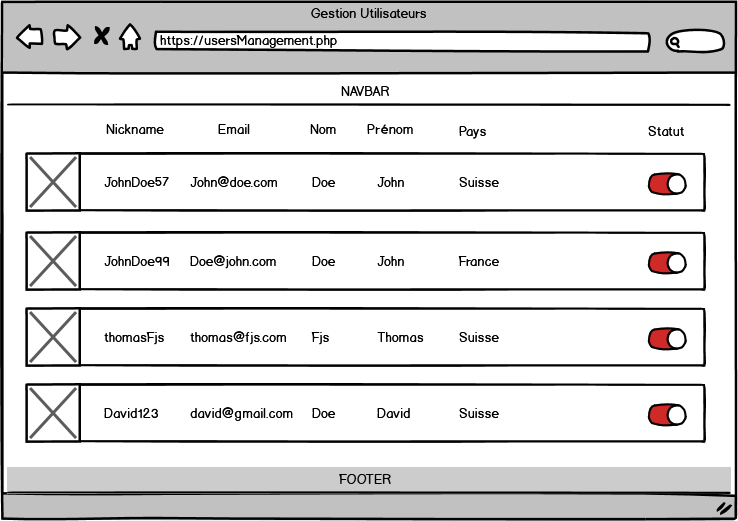 Gestion Utilisateurs
https://usersManagement.php
NAVBAR
Nickname Email Nom Prénom Pays Statut
JohnDoe57 John@doe.com Doe John Suisse
JohnDoe99 Doe@john.com Doe John France
thomasFjs thomas@fjs.com Fjs Thomas Suisse
David123 david@gmail.com Doe David Suisse
FOOTER